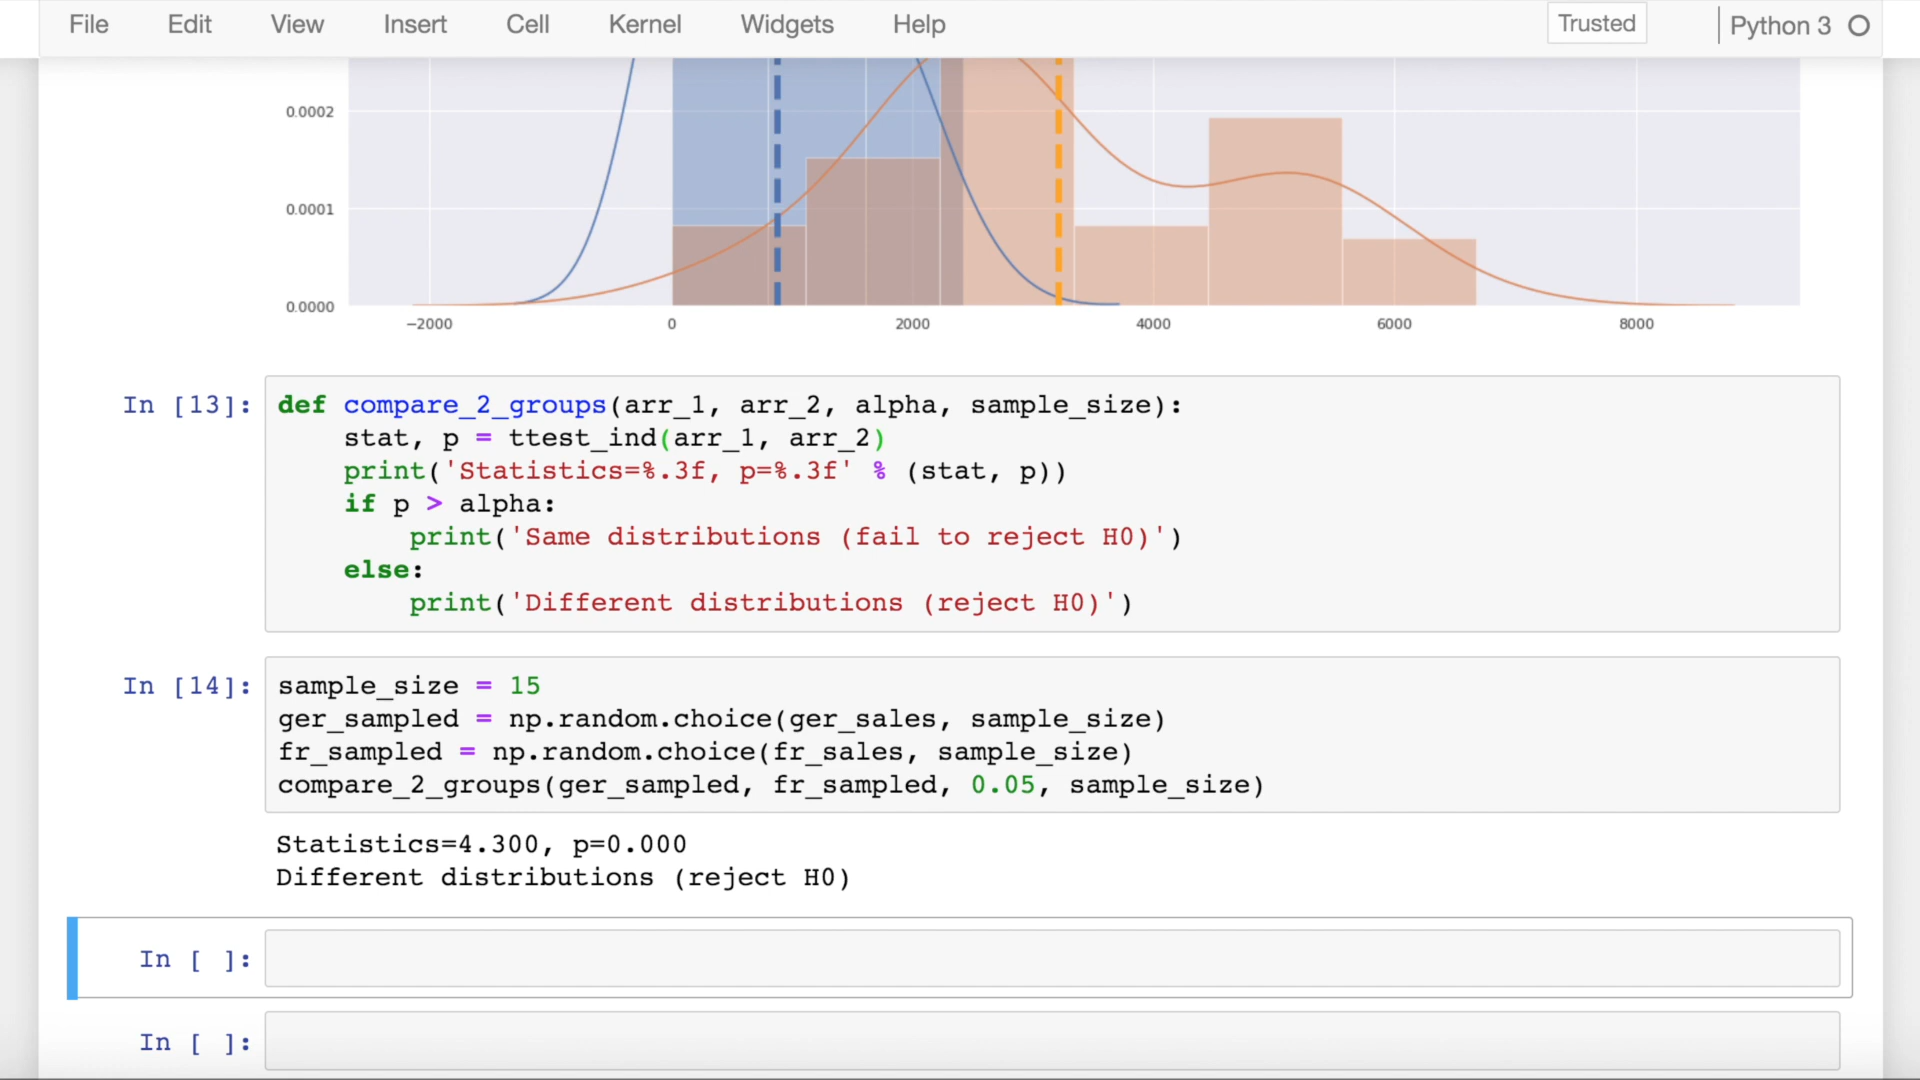 File Edit View Insert Cell Kernel Widgets Help Trusted Python 3
0.0002
0.0001
0.0000
−2000 0 2000 4000 6000 8000
In [13]: def compare_2_groups(arr_1, arr_2, alpha, sample_size):
    stat, p = ttest_ind(arr_1, arr_2)
    print('Statistics=%.3f, p=%.3f' % (stat, p))
    if p > alpha:
        print('Same distributions (fail to reject H0)')
    else:
        print('Different distributions (reject H0)')
In [14]: sample_size = 15
ger_sampled = np.random.choice(ger_sales, sample_size)
fr_sampled = np.random.choice(fr_sales, sample_size)
compare_2_groups(ger_sampled, fr_sampled, 0.05, sample_size)
Statistics=4.300, p=0.000
Different distributions (reject H0)
In [ ]:
In [ ]: